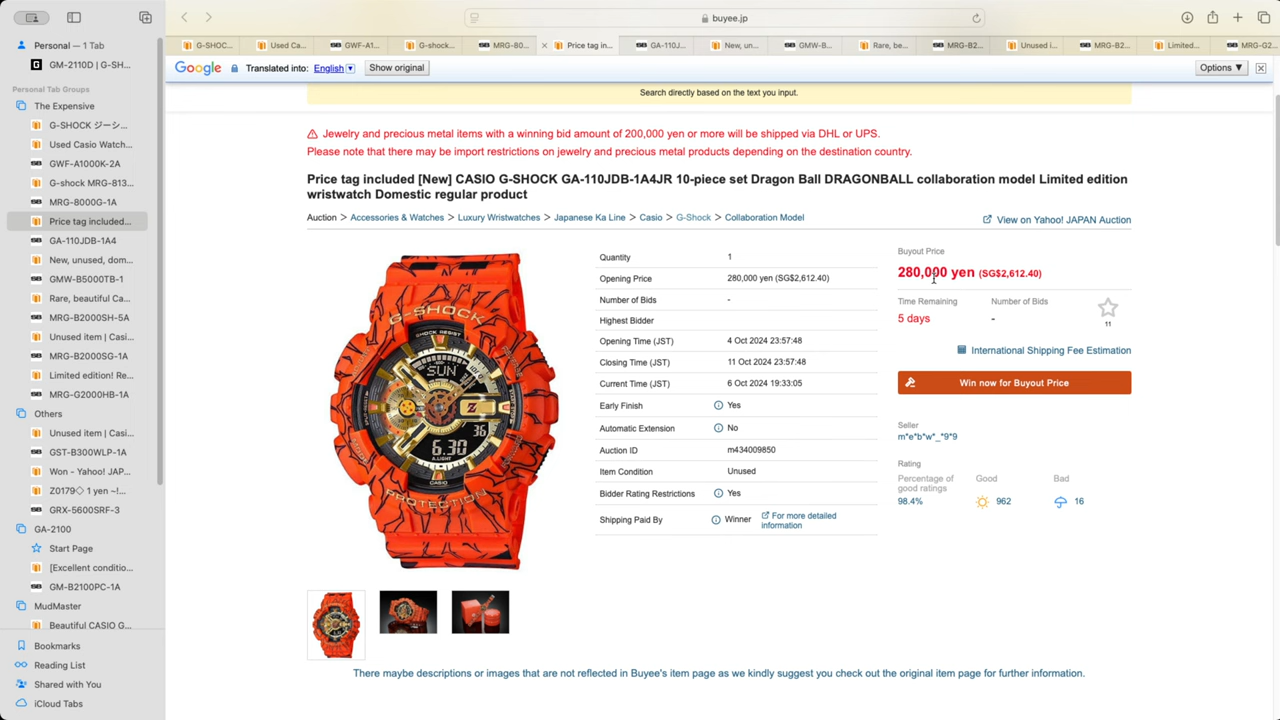 buyee.jp
Personal — 1 Tab
GM-2110D | G-SH...
Personal Tab Groups
The Expensive
G-SHOCK ジーシ...
Used Casio Watch...
GWF-A1000K-2A
G-shock MRG-813...
MRG-8000G-1A
Price tag included...
GA-110JDB-1A4
New, unused, dom...
GMW-B5000TB-1
Rare, beautiful Ca...
MRG-B2000SH-5A
Unused item | Casi...
MRG-B2000SG-1A
Limited edition! Re...
MRG-G2000HB-1A
Others
Unused item | Casi...
GST-B300WLP-1A
Won - Yahoo! JAP...
Z0179◇ 1 yen ~!...
GRX-5600SRF-3
GA-2100
Start Page
[Excellent conditio...
GM-B2100PC-1A
MudMaster
Beautiful CASIO G...
Bookmarks
Reading List
Shared with You
iCloud Tabs
G-SHOC... Used Ca... GWF-A1... G-shock... MRG-80... Price tag in... GA-110J... New, un... GMW-B... Rare, be... MRG-B2... Unused i... MRG-B2... Limited... MRG-G2...
Google Translated into: English Show original Options ▼
Search directly based on the text you input.
Jewelry and precious metal items with a winning bid amount of 200,000 yen or more will be shipped via DHL or UPS.
Please note that there may be import restrictions on jewelry and precious metal products depending on the destination country.
Price tag included [New] CASIO G-SHOCK GA-110JDB-1A4JR 10-piece set Dragon Ball DRAGONBALL collaboration model Limited edition
wristwatch Domestic regular product
Auction > Accessories & Watches > Luxury Wristwatches > Japanese Ka Line > Casio > G-Shock > Collaboration Model
View on Yahoo! JAPAN Auction
G-SHOCK
SHOCK RESIST
SUN
Z
36
6:30
A.LIGHT
CASIO
PROTECTION
Quantity 1
Opening Price 280,000 yen (SG$2,612.40)
Number of Bids -
Highest Bidder
Opening Time (JST) 4 Oct 2024 23:57:48
Closing Time (JST) 11 Oct 2024 23:57:48
Current Time (JST) 6 Oct 2024 19:33:05
Early Finish Yes
Automatic Extension No
Auction ID m434009850
Item Condition Unused
Bidder Rating Restrictions Yes
Shipping Paid By Winner For more detailed
information
Buyout Price
280,000 yen (SG$2,612.40)
Time Remaining Number of Bids
5 days - 11
International Shipping Fee Estimation
Win now for Buyout Price
Seller
m*e*b*w*_*9*9
Rating
Percentage of
good ratings Good Bad
98.4% 962 16
There maybe descriptions or images that are not reflected in Buyee's item page as we kindly suggest you check out the original item page for further information.